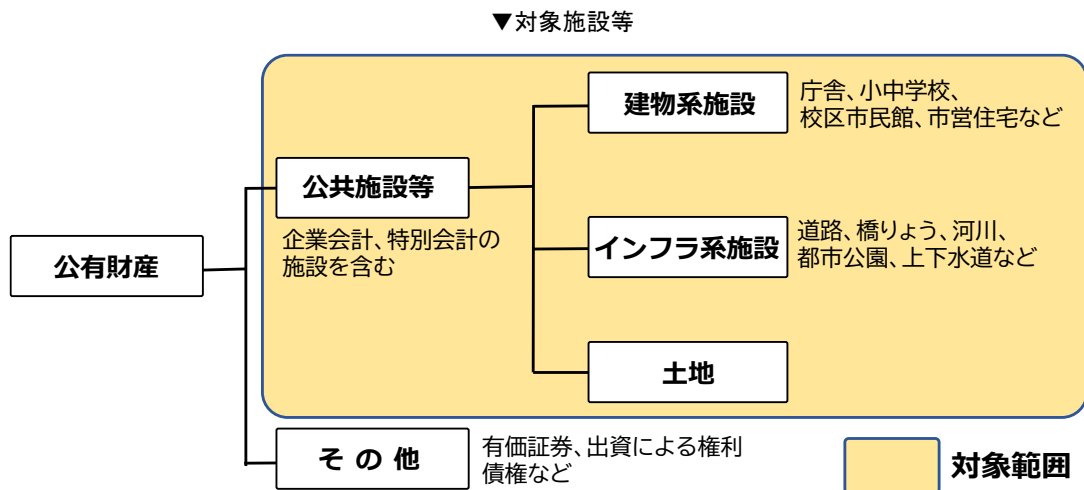 ▼対象施設等
建物系施設
庁舎、小中学校、
校区市民館、市営住宅など
公共施設等
企業会計、特別会計の
施設を含む
インフラ系施設
道路、橋りょう、河川、
都市公園、上下水道など
公有財産
土地
その他
有価証券、出資による権利
債権など
対象範囲